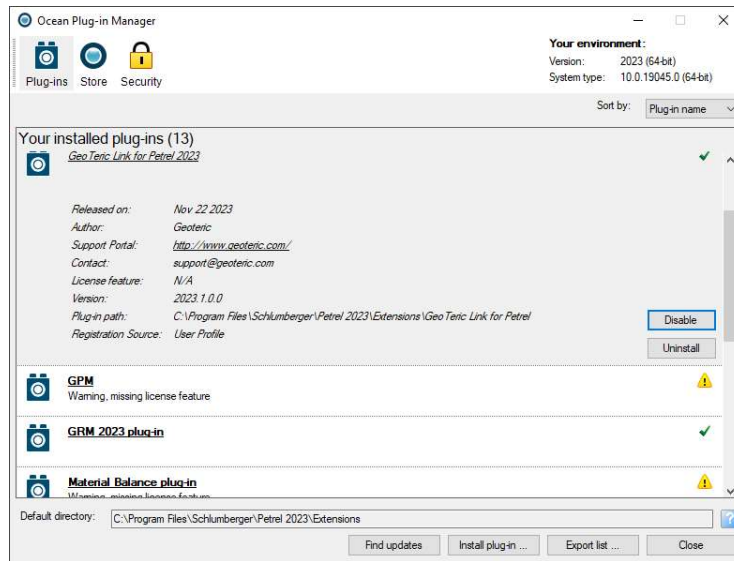 Ocean Plug-in Manager
Plug-ins Store Security
Your environment:
Version: 2023 (64-bit)
System type: 10.0.19045.0 (64-bit)
Sort by: Plug-in name
Your installed plug-ins (13)
GeoTeric Link for Petrel 2023
Released on: Nov 22 2023
Author: Geoteric
Support Portal: http://www.geoteric.com/
Contact: support@geoteric.com
License feature: N/A
Version: 2023.1.0.0
Plug-in path: C:\Program Files\Schlumberger\Petrel 2023\Extensions\GeoTeric Link for Petrel
Disable
Registration Source: User Profile
Uninstall
GPM
Warning, missing license feature
GRM 2023 plug-in
Material Balance plug-in
Warning, missing license feature
Default directory: C:\Program Files\Schlumberger\Petrel 2023\Extensions
?
Find updates Install plug-in ... Export list ... Close